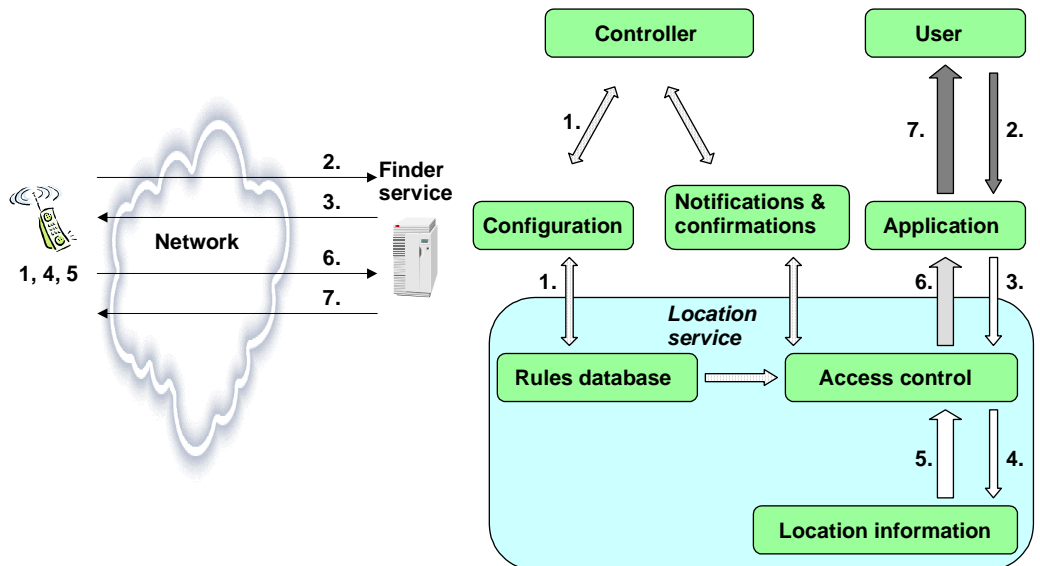 2.
Finder
service
3.
Network
1, 4, 5
6.
7.
Controller
User
1.
7.
2.
Configuration
Notifications &
confirmations
Application
1.
6.
3.
Location
service
Rules database
Access control
5.
4.
Location information